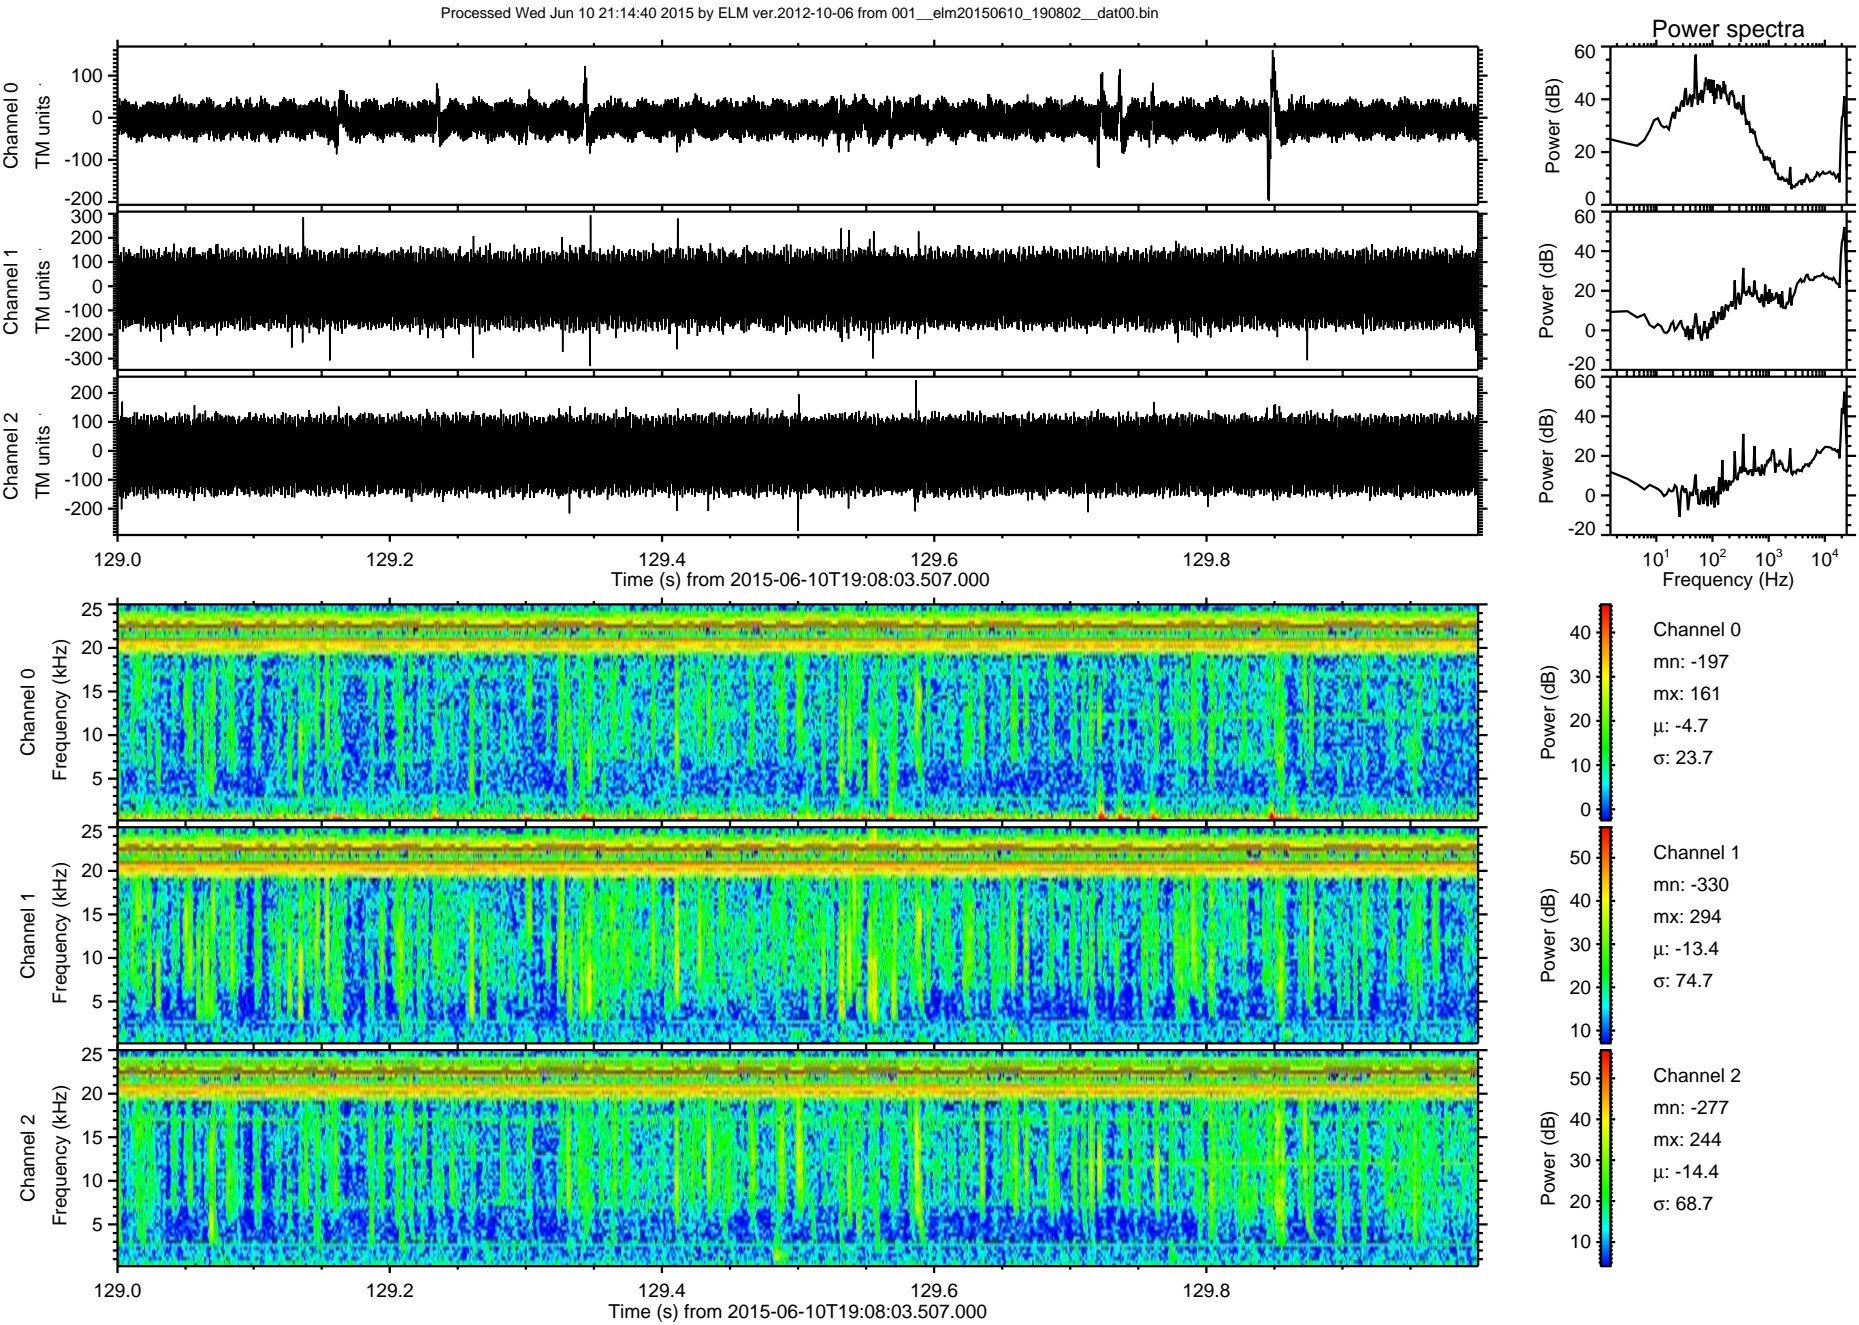 Processed Wed Jun 10 21:14:40 2015 by ELM ver.2012-10-06 from 001__elm20150610_190802__dat00.bin
Power spectra
Channel 0
TM units
100
0
-100
-200
Power (dB)
60
40
20
0
Channel 1
TM units
300
200
100
0
-100
-200
-300
Power (dB)
60
40
20
0
-20
Channel 2
TM units
200
100
0
-100
-200
Power (dB)
60
40
20
0
-20
129.0 129.2 129.4 129.6 129.8
Time (s) from 2015-06-10T19:08:03.507.000
10^1 10^2 10^3 10^4
Frequency (Hz)
Channel 0
Frequency (kHz)
25
20
15
10
5
Power (dB)
40
30
20
10
0
Channel 0
mn: -197
mx: 161
μ: -4.7
σ: 23.7
Channel 1
Frequency (kHz)
25
20
15
10
5
Power (dB)
50
40
30
20
10
Channel 1
mn: -330
mx: 294
μ: -13.4
σ: 74.7
Channel 2
Frequency (kHz)
25
20
15
10
5
Power (dB)
50
40
30
20
10
Channel 2
mn: -277
mx: 244
μ: -14.4
σ: 68.7
129.0 129.2 129.4 129.6 129.8
Time (s) from 2015-06-10T19:08:03.507.000